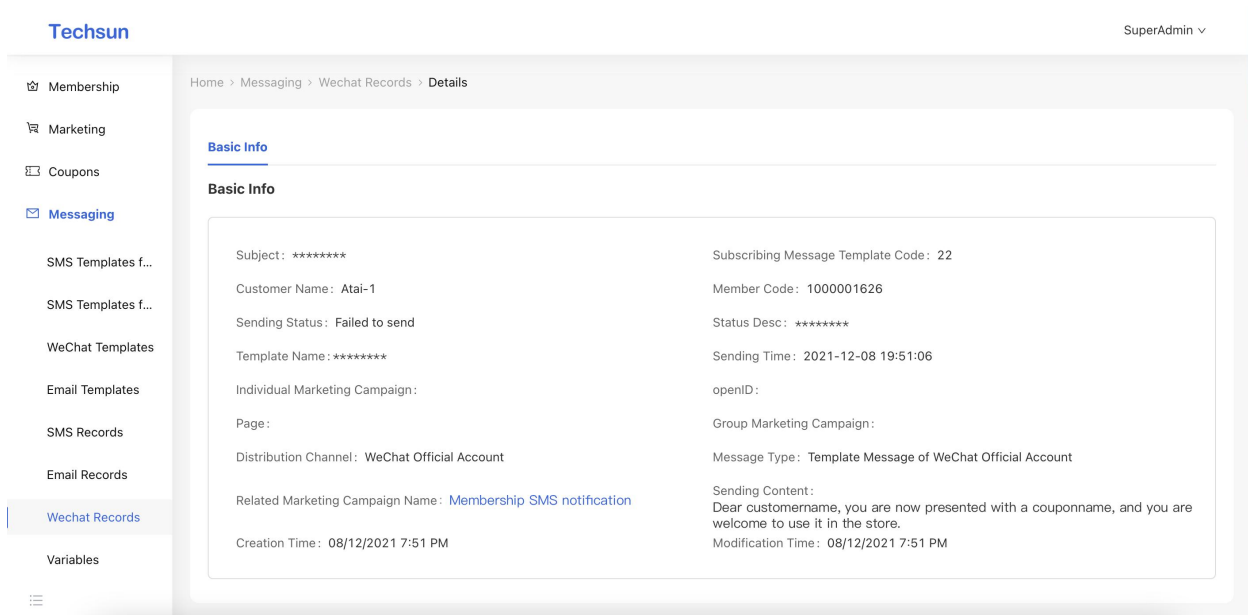 Techsun
SuperAdmin
Membership
Marketing
Coupons
Messaging
SMS Templates f...
SMS Templates f...
WeChat Templates
Email Templates
SMS Records
Email Records
Wechat Records
Variables
Home > Messaging > Wechat Records > Details
Basic Info
Basic Info
Subject: ********
Subscribing Message Template Code: 22
Customer Name: Atai-1
Member Code: 1000001626
Sending Status: Failed to send
Status Desc: ********
Template Name: ********
Sending Time: 2021-12-08 19:51:06
Individual Marketing Campaign:
openID:
Page:
Group Marketing Campaign:
Distribution Channel: WeChat Official Account
Message Type: Template Message of WeChat Official Account
Related Marketing Campaign Name: Membership SMS notification
Sending Content:
Dear customername, you are now presented with a couponname, and you are
welcome to use it in the store.
Creation Time: 08/12/2021 7:51 PM
Modification Time: 08/12/2021 7:51 PM